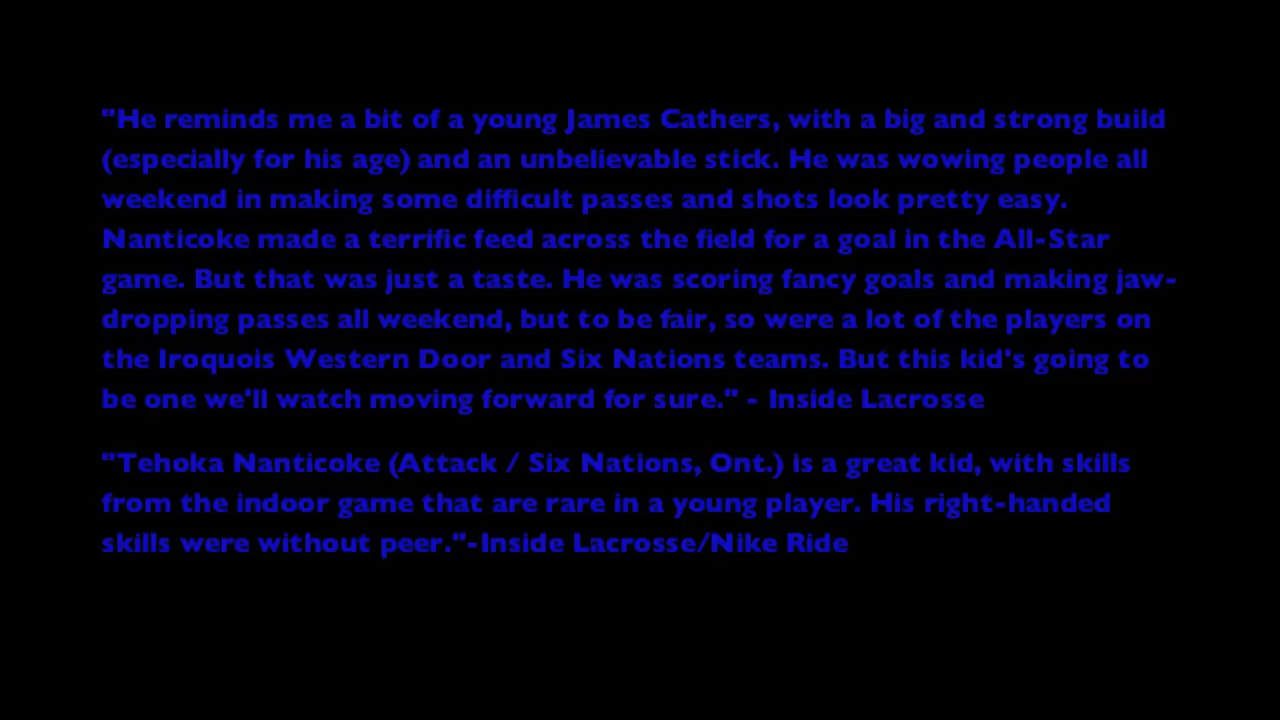 "He reminds me a bit of a young James Cathers, with a big and strong build
(especially for his age) and an unbelievable stick. He was wowing people all
weekend in making some difficult passes and shots look pretty easy.
Nanticoke made a terrific feed across the field for a goal in the All-Star
game. But that was just a taste. He was scoring fancy goals and making jaw-
dropping passes all weekend, but to be fair, so were a lot of the players on
the Iroquois Western Door and Six Nations teams. But this kid's going to
be one we'll watch moving forward for sure." - Inside Lacrosse
"Tehoka Nanticoke (Attack / Six Nations, Ont.) is a great kid, with skills
from the indoor game that are rare in a young player. His right-handed
skills were without peer."-Inside Lacrosse/Nike Ride